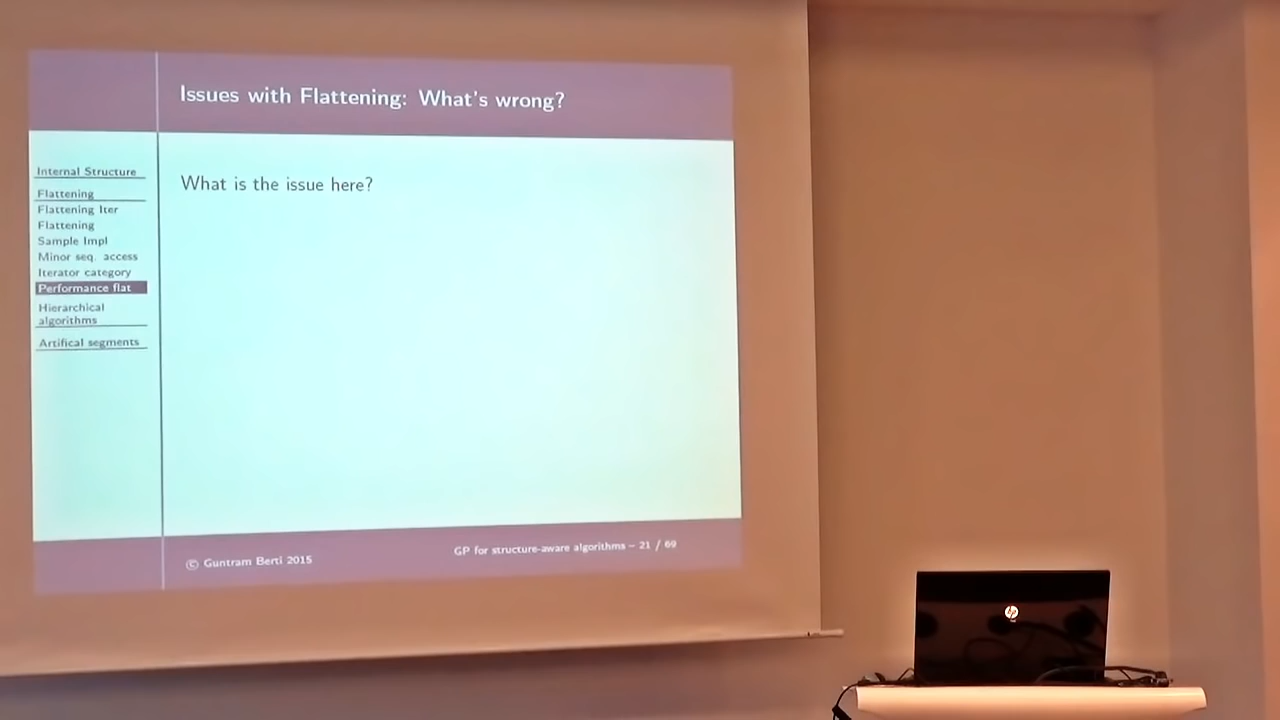 Issues with Flattening: What's wrong?
Internal Structure
Flattening
Flattening Iter
Flattening
Sample Impl
Minor seq. access
Iterator category
Performance flat
Hierarchical
algorithms
Artifical segments
What is the issue here?
© Guntram Berti 2015
GP for structure-aware algorithms – 21 / 69
hp